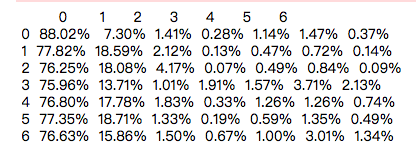 0 1 2 3 4 5 6
0 88.02% 7.30% 1.41% 0.28% 1.14% 1.47% 0.37%
1 77.82% 18.59% 2.12% 0.13% 0.47% 0.72% 0.14%
2 76.25% 18.08% 4.17% 0.07% 0.49% 0.84% 0.09%
3 75.96% 13.71% 1.01% 1.91% 1.57% 3.71% 2.13%
4 76.80% 17.78% 1.83% 0.33% 1.26% 1.26% 0.74%
5 77.35% 18.71% 1.33% 0.19% 0.59% 1.35% 0.49%
6 76.63% 15.86% 1.50% 0.67% 1.00% 3.01% 1.34%